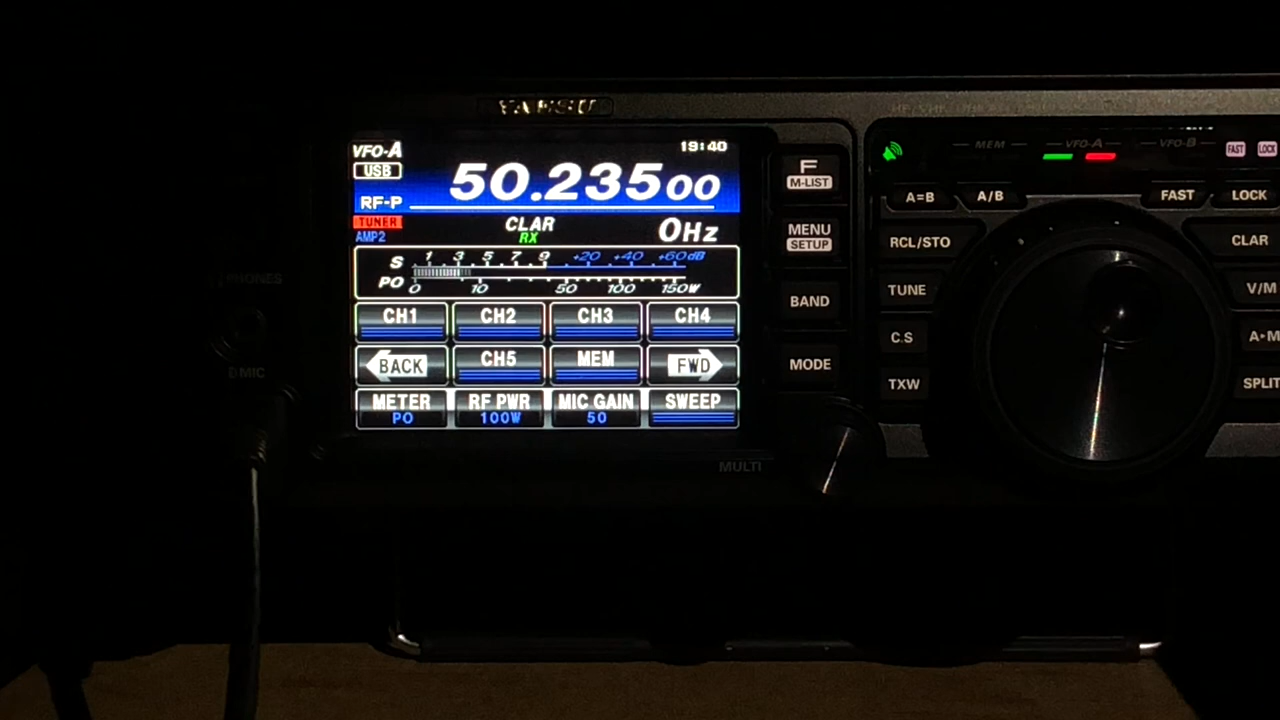 YAESU
VFO-A
19:40
USB
50.235 00
RF-P
TUNER
CLAR
0Hz
AMP2
RX
S 1 3 5 7 9 +20 +40 +60dB
PO 0 10 50 100 150W
CH1 CH2 CH3 CH4
BACK CH5 MEM FWD
METER RF PWR MIC GAIN SWEEP
PO 100W 50
PHONES
MIC
F
M-LIST
MENU
SETUP
BAND
MODE
MULTI
MEM VFO-A VFO-B FAST LOCK
A=B A/B FAST LOCK
RCL/STO CLAR
TUNE V/M
C.S A▸M
TXW SPLIT